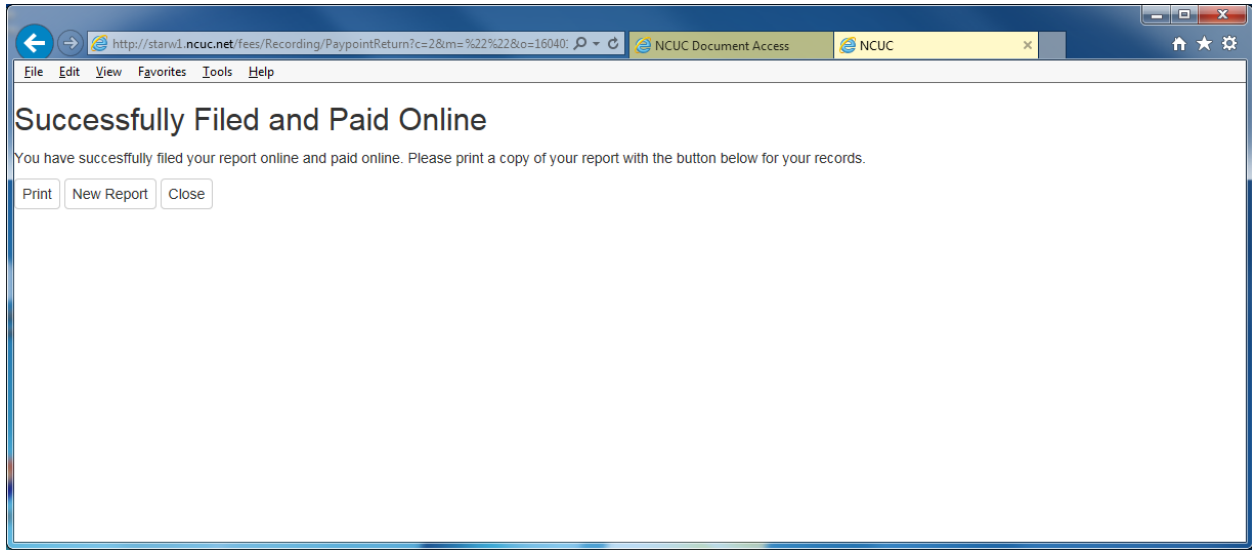 http://starw1.ncuc.net/fees/Recording/PaypointReturn?c=2&m=%22%22&o=16040:
NCUC Document Access
NCUC
File Edit View Favorites Tools Help
Successfully Filed and Paid Online
You have succesffully filed your report online and paid online. Please print a copy of your report with the button below for your records.
Print New Report Close